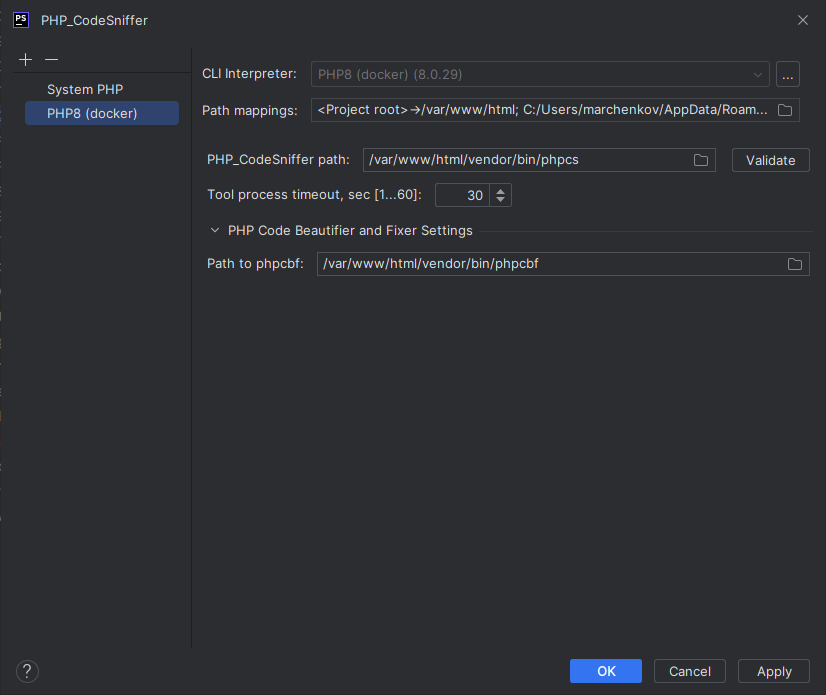 PS PHP_CodeSniffer
System PHP
PHP8 (docker)
CLI Interpreter: PHP8 (docker) (8.0.29) ...
Path mappings: <Project root>→/var/www/html; C:/Users/marchenkov/AppData/Roam...
PHP_CodeSniffer path: /var/www/html/vendor/bin/phpcs Validate
Tool process timeout, sec [1...60]: 30
PHP Code Beautifier and Fixer Settings
Path to phpcbf: /var/www/html/vendor/bin/phpcbf
? OK Cancel Apply